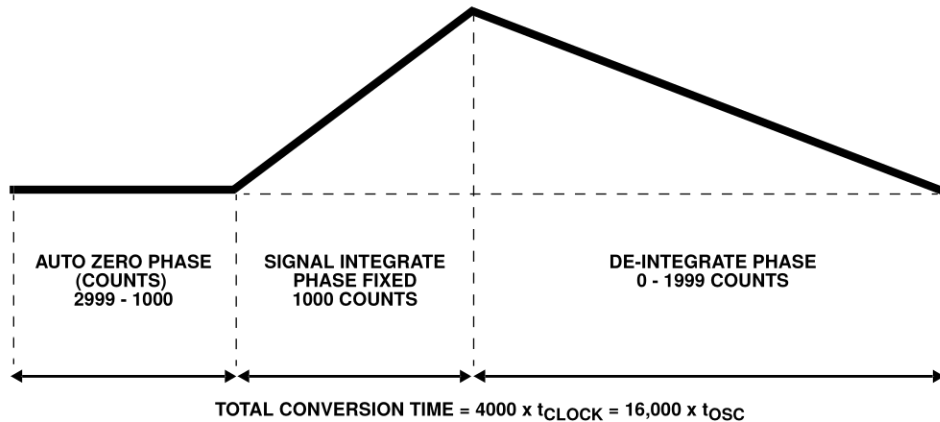 AUTO ZERO PHASE
(COUNTS)
2999 - 1000
SIGNAL INTEGRATE
PHASE FIXED
1000 COUNTS
DE-INTEGRATE PHASE
0 - 1999 COUNTS
TOTAL CONVERSION TIME = 4000 x tCLOCK = 16,000 x tOSC